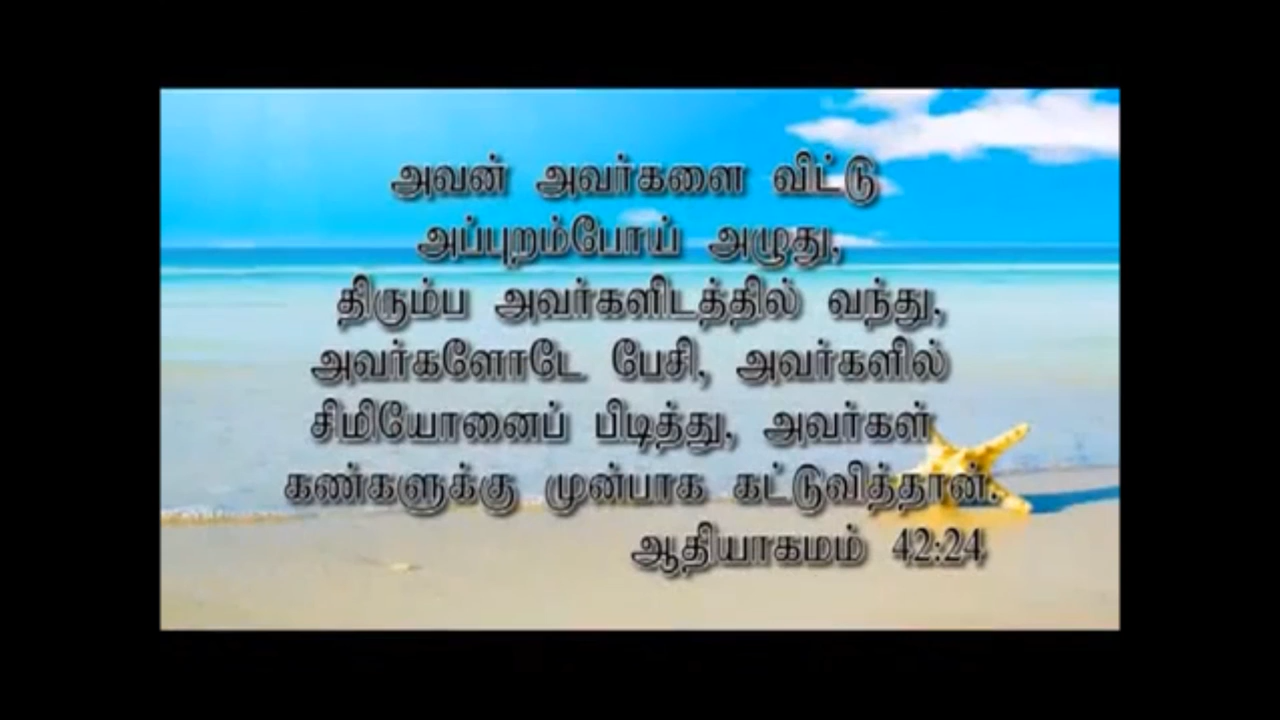 அவன் அவர்களை விட்டு
அப்புறம்போய் அழுது,
திரும்ப அவர்களிடத்தில் வந்து,
அவர்களோடே பேசி, அவர்களில்
சிமியோனைப் பிடித்து, அவர்கள்
கண்களுக்கு முன்பாக கட்டுவித்தான்.
ஆதியாகமம் 42:24